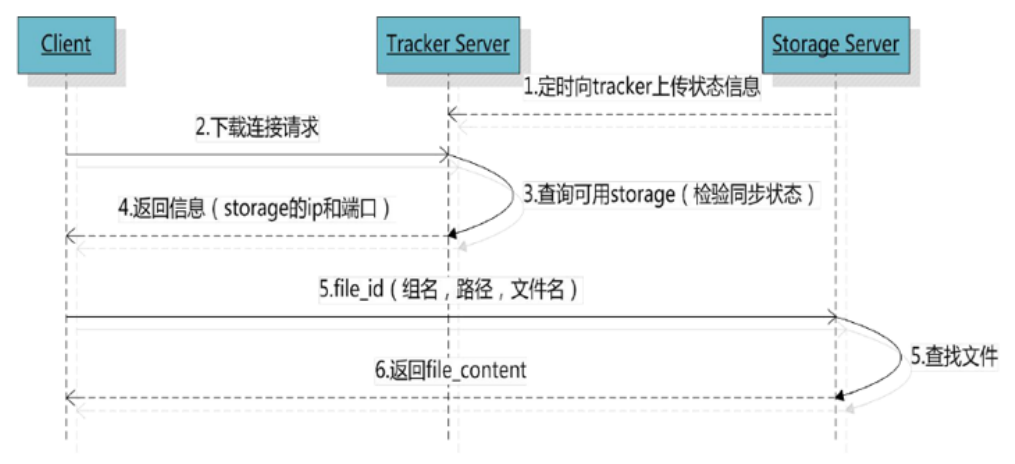 Client
Tracker Server
Storage Server
1.定时向tracker上传状态信息
2.下载连接请求
3.查询可用storage（检验同步状态）
4.返回信息（storage的ip和端口）
5.file_id（组名，路径，文件名）
5.查找文件
6.返回file_content